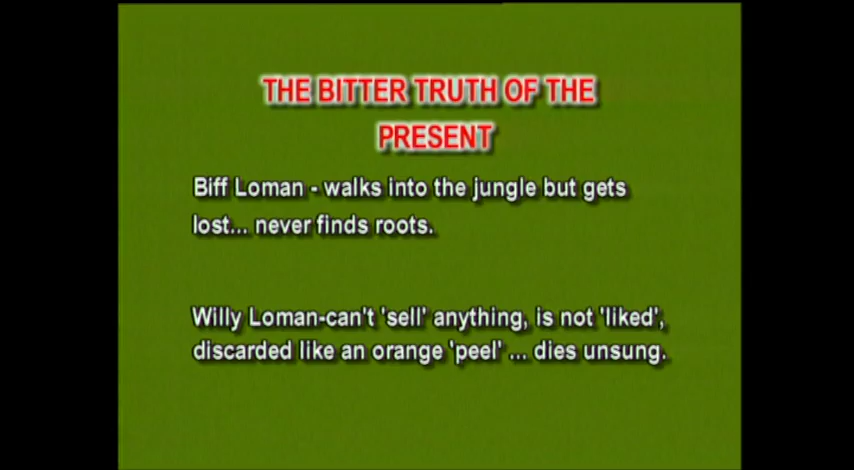 THE BITTER TRUTH OF THE
PRESENT
Biff Loman - walks into the jungle but gets
lost... never finds roots.
Willy Loman-can't 'sell' anything, is not 'liked',
discarded like an orange 'peel' ... dies unsung.